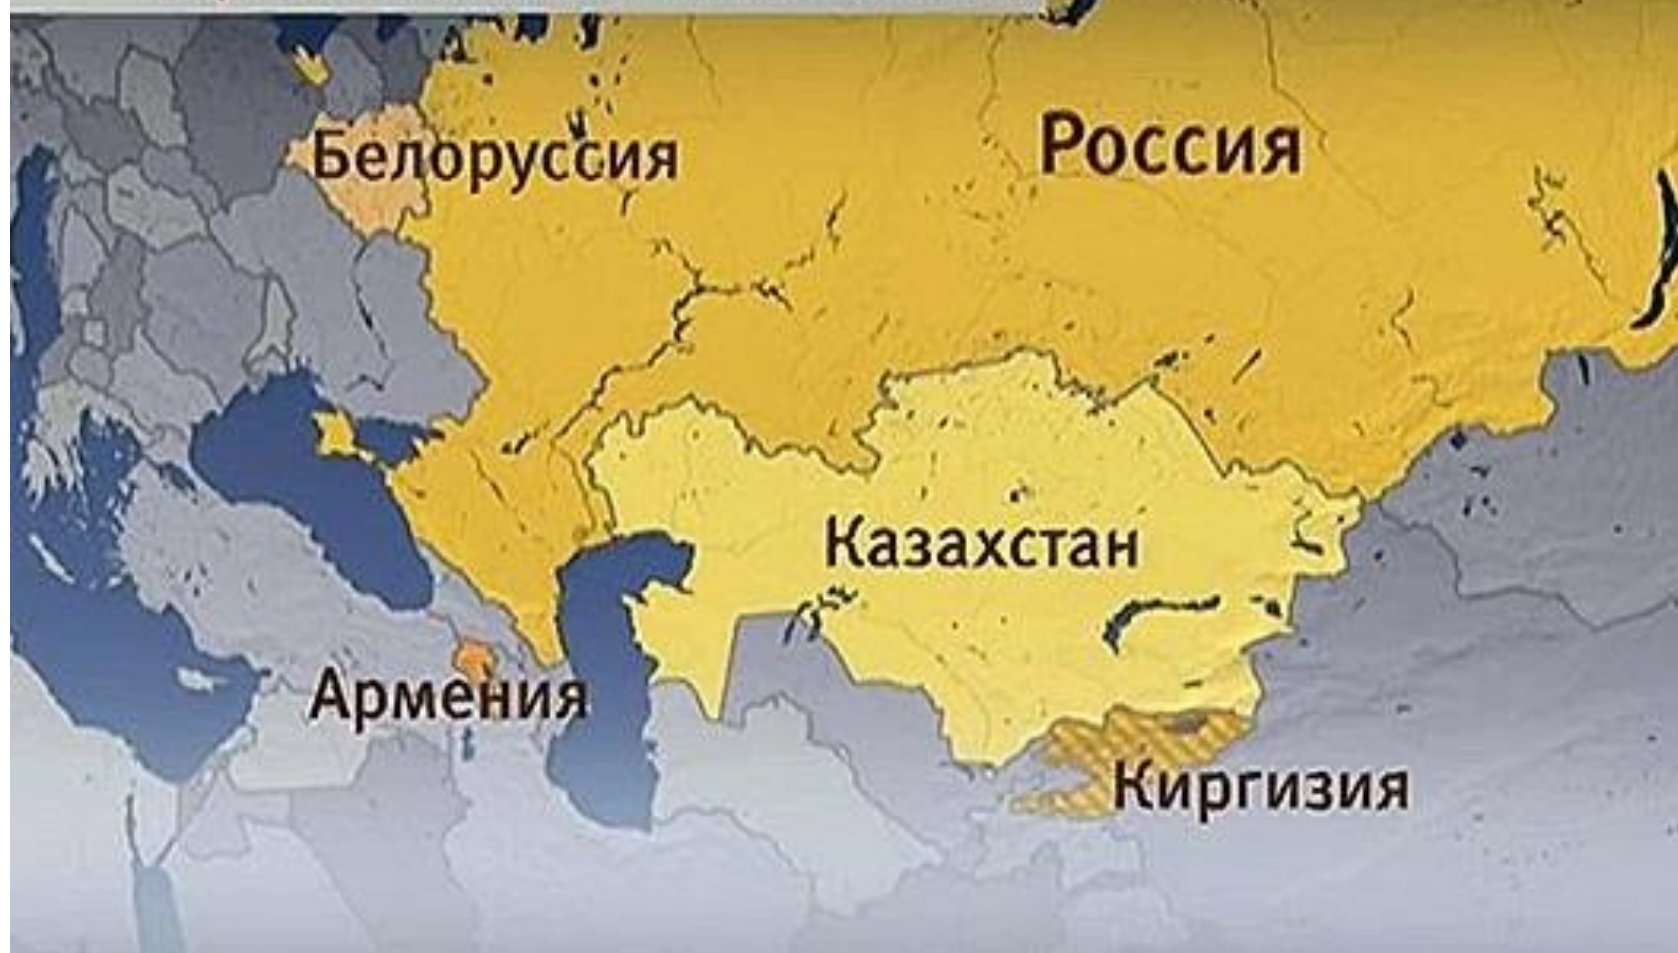 Белоруссия
Россия
Казахстан
Армения
Киргизия